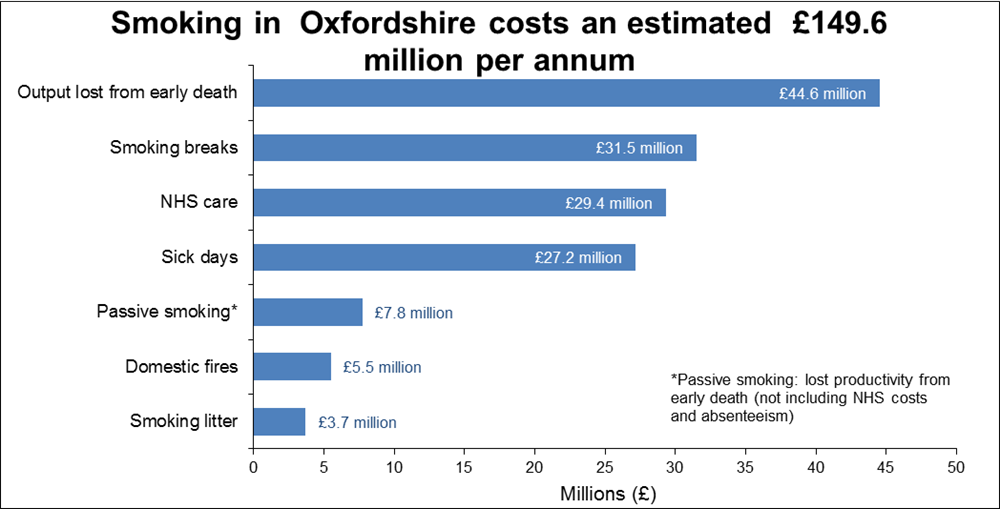 Smoking in Oxfordshire costs an estimated £149.6
million per annum
Output lost from early death
£44.6 million
Smoking breaks
£31.5 million
NHS care
£29.4 million
Sick days
£27.2 million
Passive smoking*
£7.8 million
Domestic fires
£5.5 million
Smoking litter
£3.7 million
*Passive smoking: lost productivity from
early death (not including NHS costs
and absenteeism)
0 5 10 15 20 25 30 35 40 45 50
Millions (£)